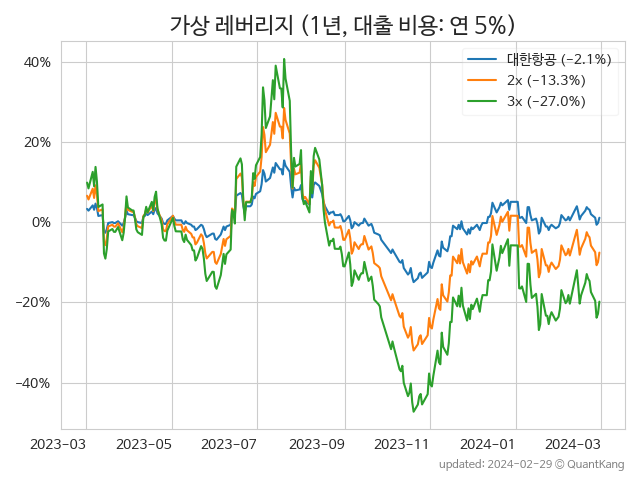 가상 레버리지 (1년, 대출 비용: 연 5%)
대한항공 (−2.1%)
2x (−13.3%)
3x (−27.0%)
40%
20%
0%
−20%
−40%
2023-03 2023-05 2023-07 2023-09 2023-11 2024-01 2024-03
updated: 2024-02-29 © QuantKang